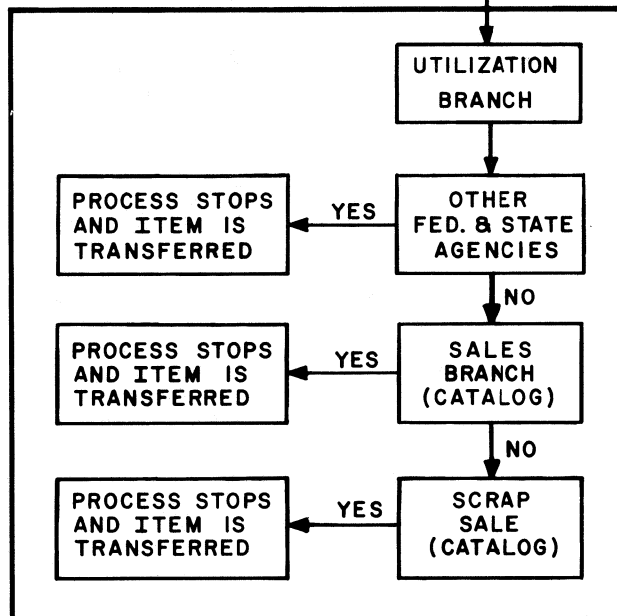 UTILIZATION
BRANCH
OTHER
FED. & STATE
AGENCIES
YES
PROCESS STOPS
AND ITEM IS
TRANSFERRED
NO
SALES
BRANCH
(CATALOG)
YES
PROCESS STOPS
AND ITEM IS
TRANSFERRED
NO
SCRAP
SALE
(CATALOG)
YES
PROCESS STOPS
AND ITEM IS
TRANSFERRED